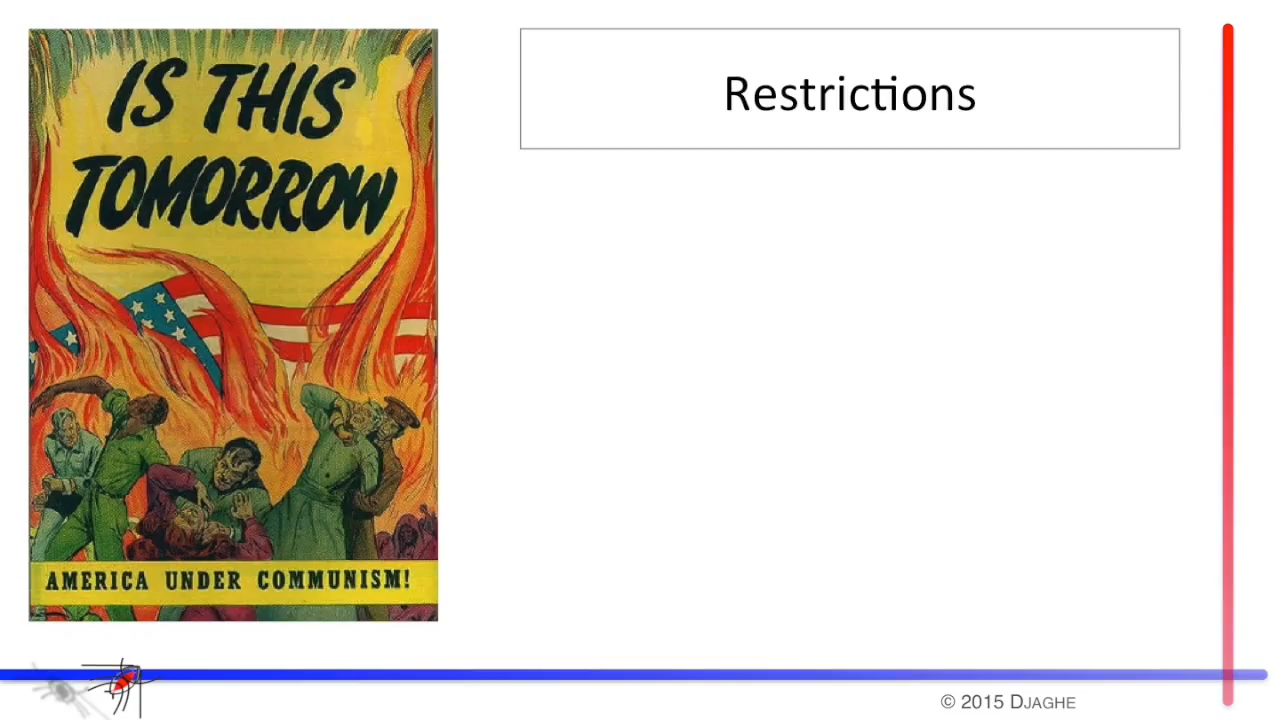 IS THIS
TOMORROW
AMERICA UNDER COMMUNISM!
Restrictions
© 2015 DJAGHE